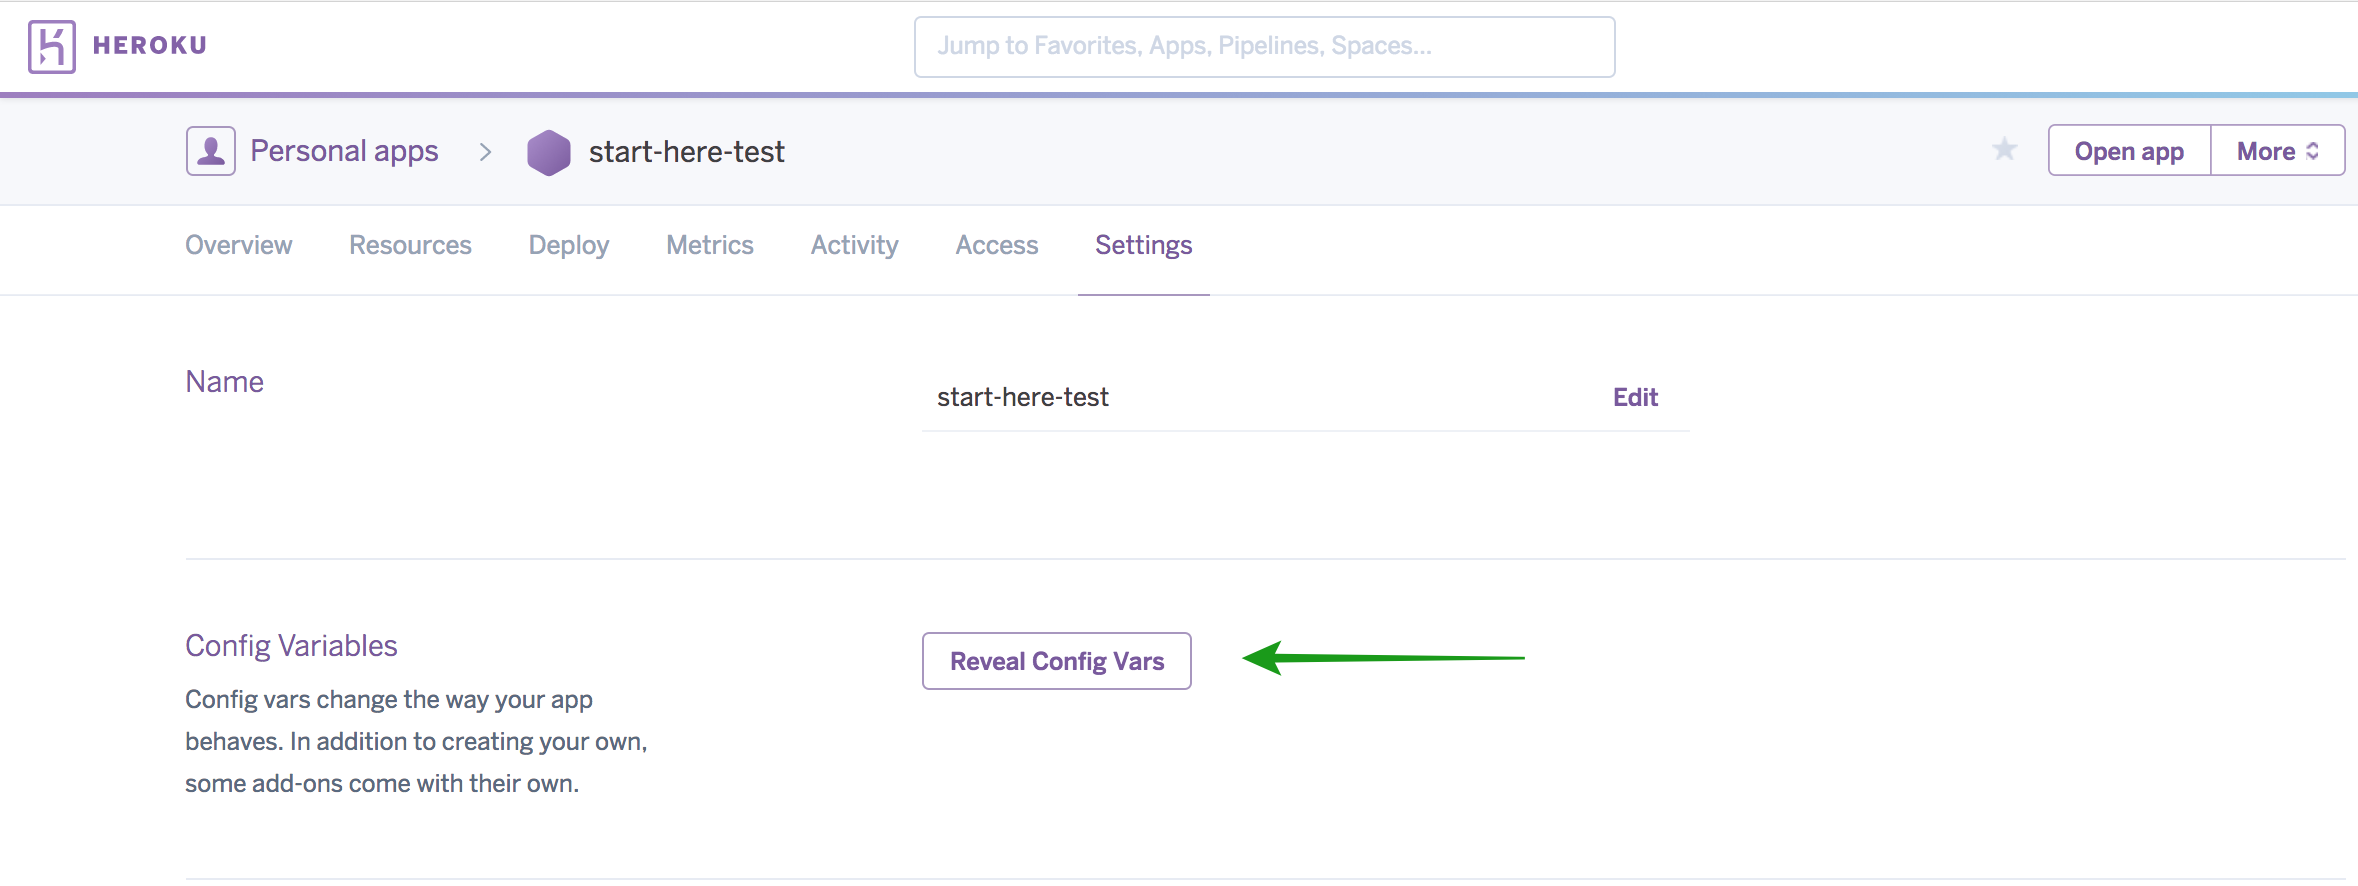 HEROKU
Jump to Favorites, Apps, Pipelines, Spaces...
Personal apps > start-here-test
Open app
More
Overview Resources Deploy Metrics Activity Access Settings
Name
start-here-test
Edit
Config Variables
Reveal Config Vars
Config vars change the way your app
behaves. In addition to creating your own,
some add-ons come with their own.